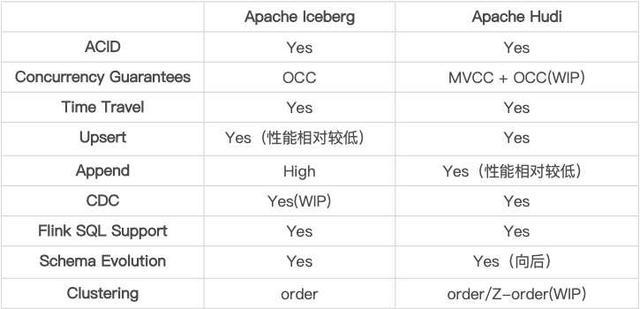 Apache Iceberg Apache Hudi
ACID Yes Yes
Concurrency Guarantees OCC MVCC + OCC(WIP)
Time Travel Yes Yes
Upsert Yes（性能相对较低） Yes
Append High Yes（性能相对较低）
CDC Yes(WIP) Yes
Flink SQL Support Yes Yes
Schema Evolution Yes Yes（向后）
Clustering order order/Z-order(WIP)